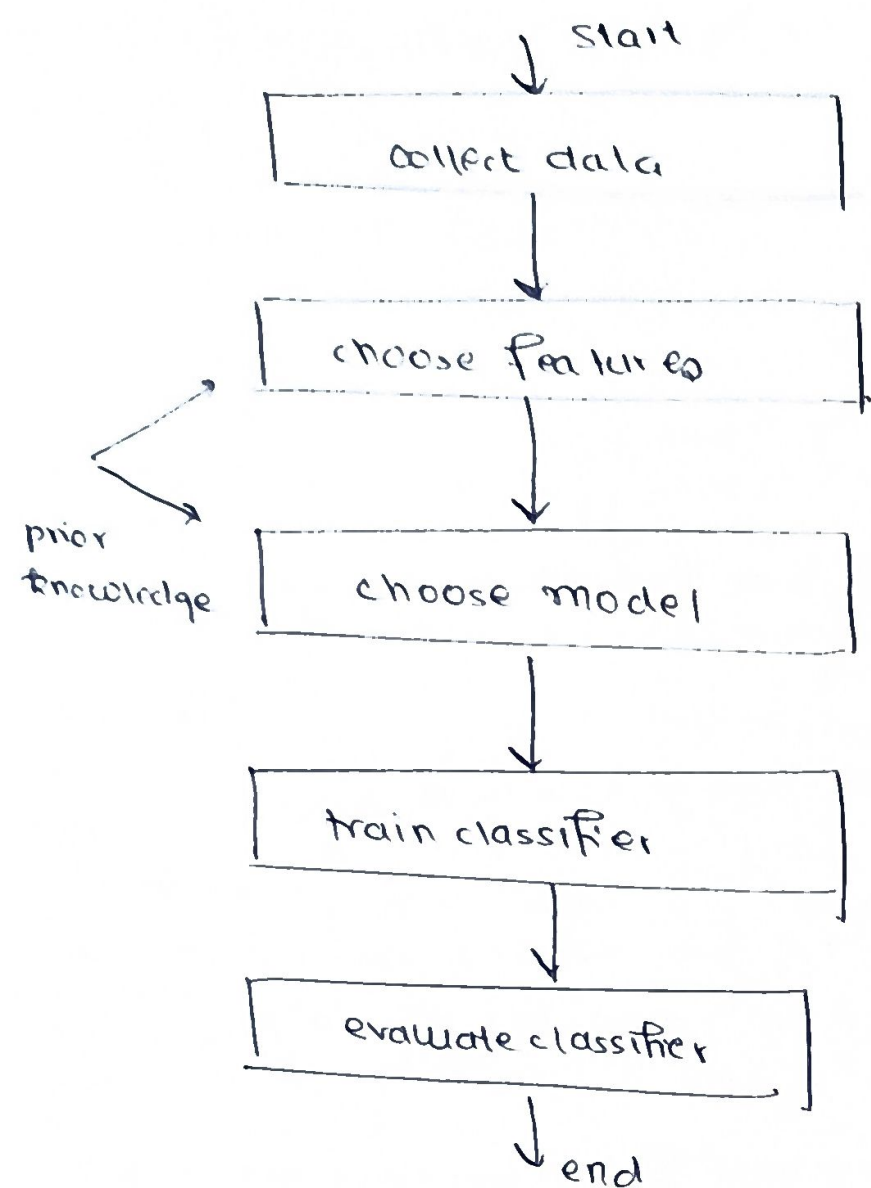 start
collect data
choose features
prior
knowledge
choose model
train classifier
evaluate classifier
end